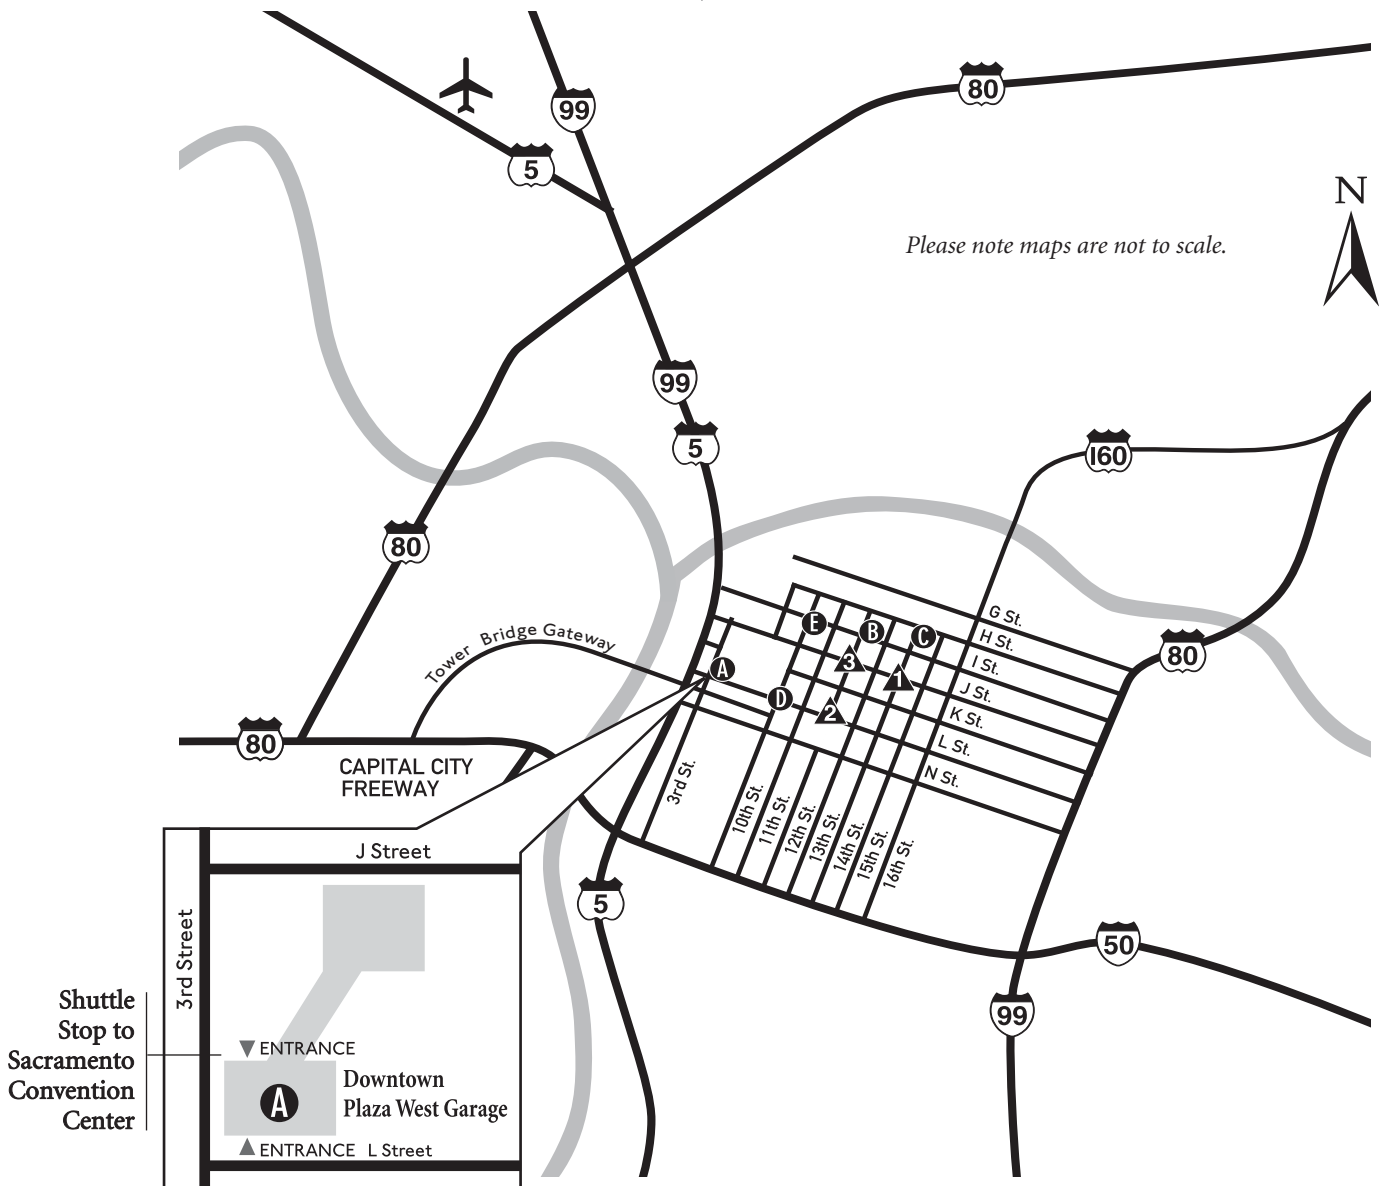 99
80
5
N
Please note maps are not to scale.
99
5
160
80
G St.
H St.
E
B
C
I St.
80
Tower Bridge Gateway
3
A
1
J St.
D
2
K St.
80
L St.
CAPITAL CITY
FREEWAY
N St.
3rd St.
10th St.
11th St.
12th St.
13th St.
14th St.
15th St.
16th St.
J Street
5
50
3rd Street
Shuttle
Stop to
Sacramento
Convention
Center
99
ENTRANCE
A
Downtown
Plaza West Garage
ENTRANCE L Street